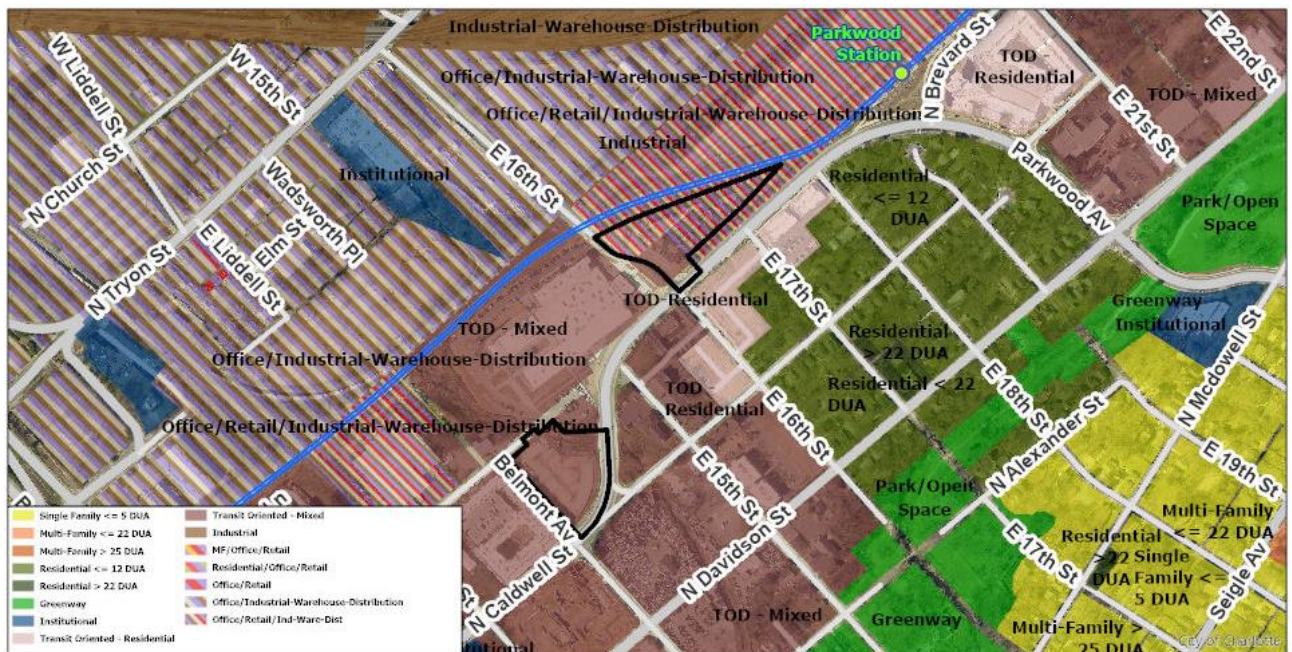 Industrial-Warehouse-Distribution
Parkwood
Station
N Brevard St
E 22nd St
W Liddell St
W 15th St
TOD -
Residential
Office/Industrial-Warehouse-Distribution
TOD - Mixed
E 21st St
N Church St
E 16th St
Office/Retail/Industrial-Warehouse-Distribution
Industrial
Parkwood Av
Institutional
Wadsworth Pl
Residential
<= 12
DUA
Park/Open
Space
E Liddell St
Elm St
N Tryon St
E 17th St
TOD-Residential
Greenway
Institutional
N Mcdowell St
TOD - Mixed
Residential
> 22 DUA
Office/Industrial-Warehouse-Distribution
Residential < 22
DUA
TOD -
Residential
E 18th St
E 16th St
N Alexander St
E 19th St
Office/Retail/Industrial-Warehouse-Distribution
Belmont Av
E 15th St
Park/Open
Space
Multi-Family
<= 22 DUA
Residential
>22
DUA
Single
Family <=
5 DUA
E 17th St
Seigle Av
N Davidson St
N Caldwell St
St
TOD - Mixed
Greenway
Multi-Family >
25 DUA
City of Charlotte
Single Family <= 5 DUA
Multi-Family <= 22 DUA
Multi-Family > 25 DUA
Residential <= 12 DUA
Residential > 22 DUA
Greenway
Institutional
Transit Oriented - Residential
Transit Oriented - Mixed
Industrial
MF/Office/Retail
Residential/Office/Retail
Office/Retail
Office/Industrial-Warehouse-Distribution
Office/Retail/Ind-Ware-Dist